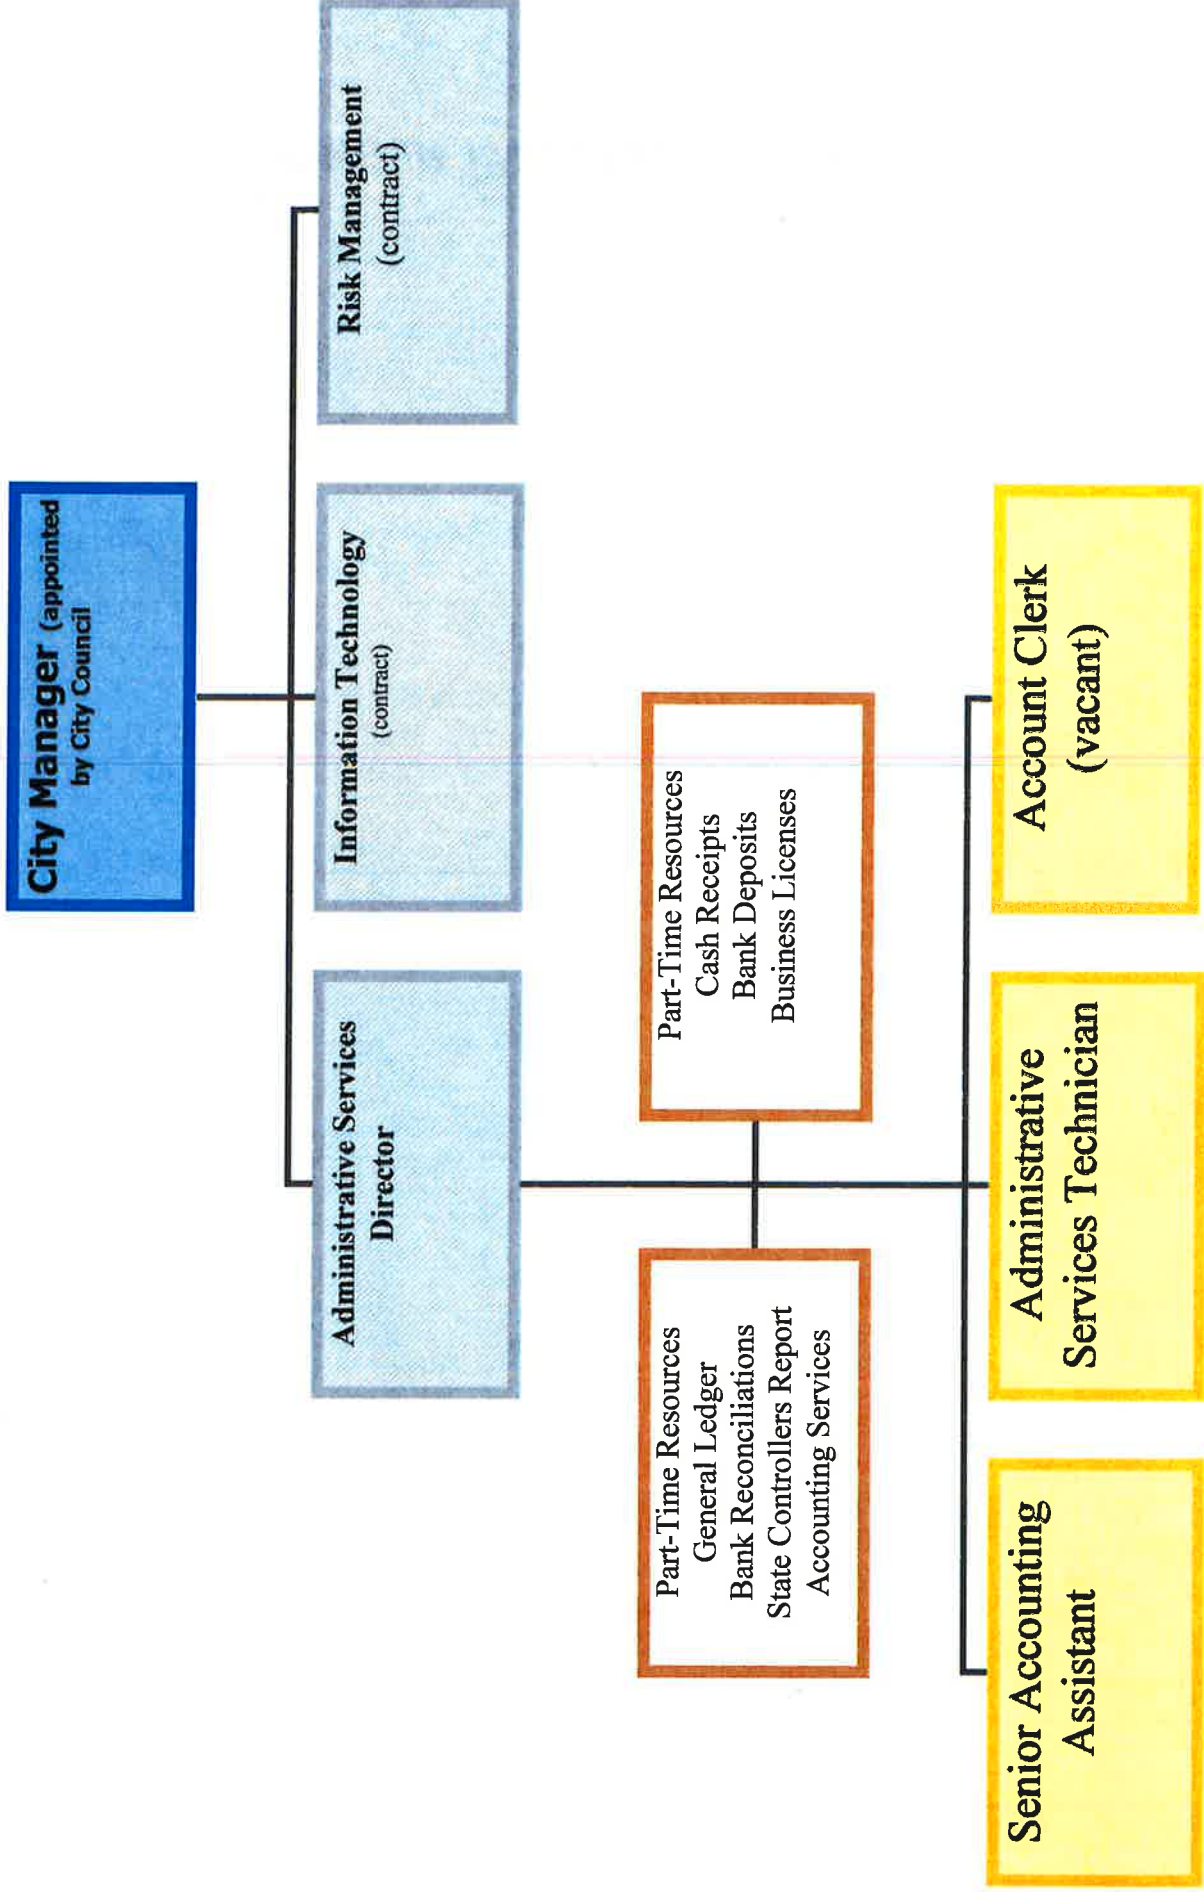 City Manager (appointed
by City Council
Administrative Services
Director
Information Technology
(contract)
Risk Management
(contract)
Part-Time Resources
General Ledger
Bank Reconciliations
State Controllers Report
Accounting Services
Part-Time Resources
Cash Receipts
Bank Deposits
Business Licenses
Senior Accounting
Assistant
Administrative
Services Technician
Account Clerk
(vacant)